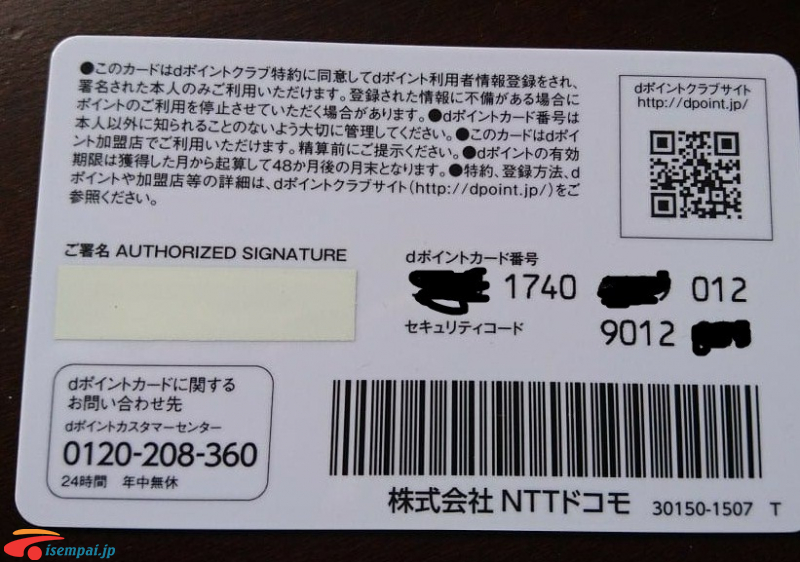 ●このカードはdポイントクラブ特約に同意してdポイント利用者情報登録をされ、
署名された本人のみご利用いただけます。登録された情報に不備がある場合に
ポイントのご利用を停止させていただく場合があります。●dポイントカード番号は
本人以外に知られることのないよう大切に管理してください。●このカードはdポイ
ント加盟店でご利用いただけます。精算前にご提示ください。●dポイントの有効
期限は獲得した月から起算して48か月後の月末となります。●特約、登録方法、d
ポイントや加盟店等の詳細は、dポイントクラブサイト(http://dpoint.jp/)をご
参照ください。
dポイントクラブサイト
http://dpoint.jp/
ご署名 AUTHORIZED SIGNATURE
dポイントカード番号
1740 012
セキュリティコード
9012
dポイントカードに関する
お問い合わせ先
dポイントカスタマーセンター
0120-208-360
24時間 年中無休
株式会社 NTTドコモ 30150-1507 T
isempai.jp